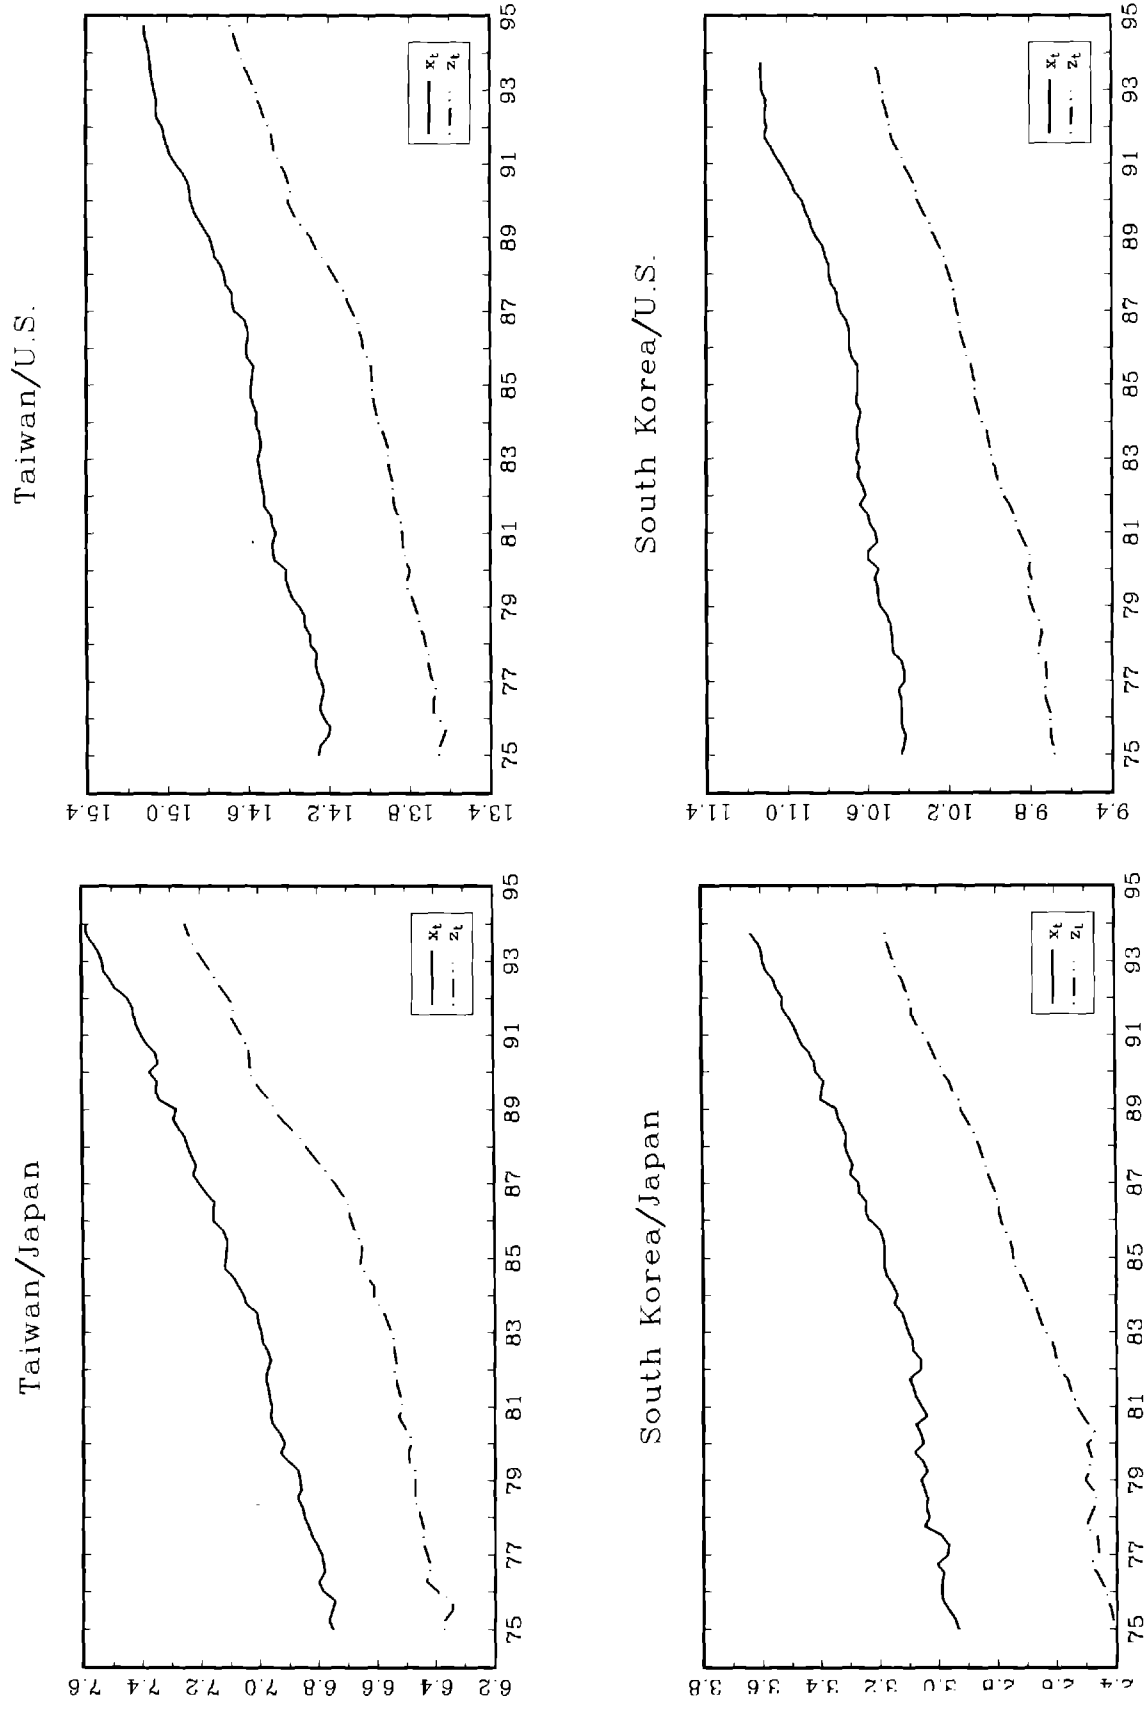 Taiwan/U.S.
15.4 15.0 14.6 14.2 13.8 13.4
75 77 79 81 83 85 87 89 91 93 95
x_t
z_t
South Korea/U.S.
11.4 11.0 10.6 10.2 9.8 9.4
75 77 79 81 83 85 87 89 91 93 95
x_t
z_t
Taiwan/Japan
7.6 7.4 7.2 7.0 6.8 6.6 6.4 6.2
75 77 79 81 83 85 87 89 91 93 95
x_t
z_t
South Korea/Japan
3.8 3.6 3.4 3.2 3.0
75 77 79 81 83 85 87 89 91 93 95
x_t
z_t